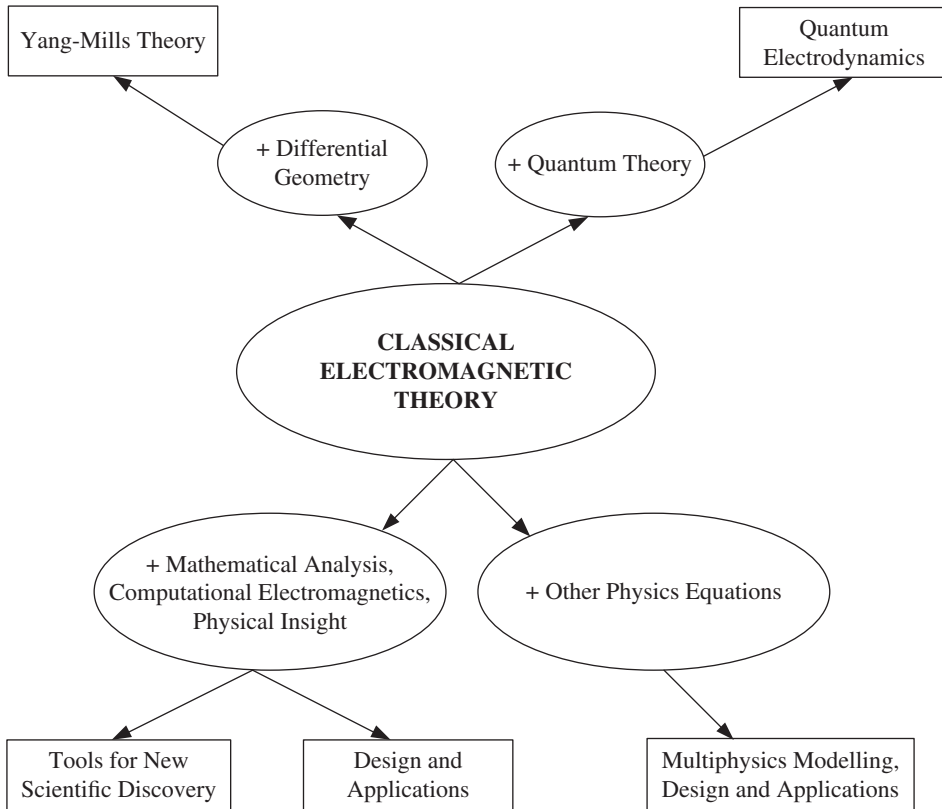 Yang-Mills Theory
Quantum
Electrodynamics
+ Differential
Geometry
+ Quantum Theory
CLASSICAL
ELECTROMAGNETIC
THEORY
+ Mathematical Analysis,
Computational Electromagnetics,
Physical Insight
+ Other Physics Equations
Tools for New
Scientific Discovery
Design and
Applications
Multiphysics Modelling,
Design and Applications